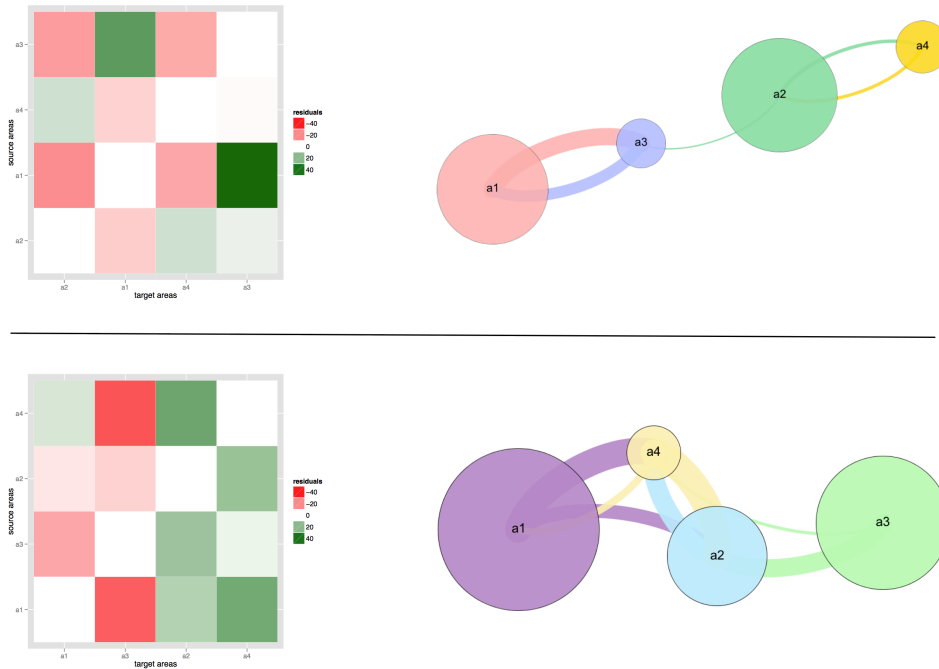 a3
a4
a1
a2
source areas
a2
a1
a4
a3
target areas
residuals
−40
−20
0
20
40
a1
a3
a2
a4
a4
a2
a3
a1
source areas
a1
a3
a2
a4
target areas
residuals
−40
−20
0
20
40
a1
a4
a2
a3